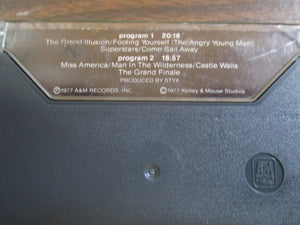 program 1 20:18
The Grand Illusion/Fooling Yourself (The Angry Young Man)
Superstars/Come Sail Away
program 2 18:57
Miss America/Man In The Wilderness/Castle Walls
The Grand Finale
PRODUCED BY STYX
©1977 A&M RECORDS, INC. ©1977 Kelley & Mouse Studios